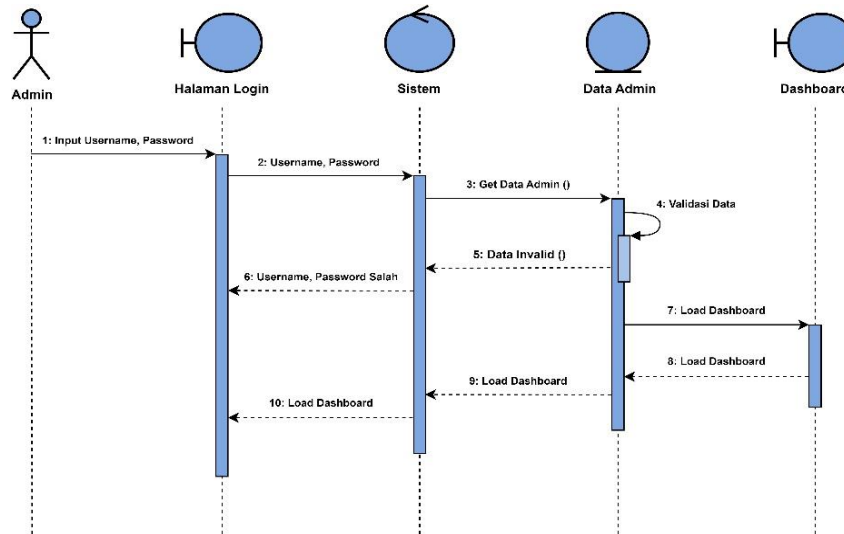 Admin
Halaman Login
Sistem
Data Admin
Dashboard
1: Input Username, Password
2: Username, Password
3: Get Data Admin ()
4: Validasi Data
5: Data Invalid ()
6: Username, Password Salah
7: Load Dashboard
8: Load Dashboard
9: Load Dashboard
10: Load Dashboard